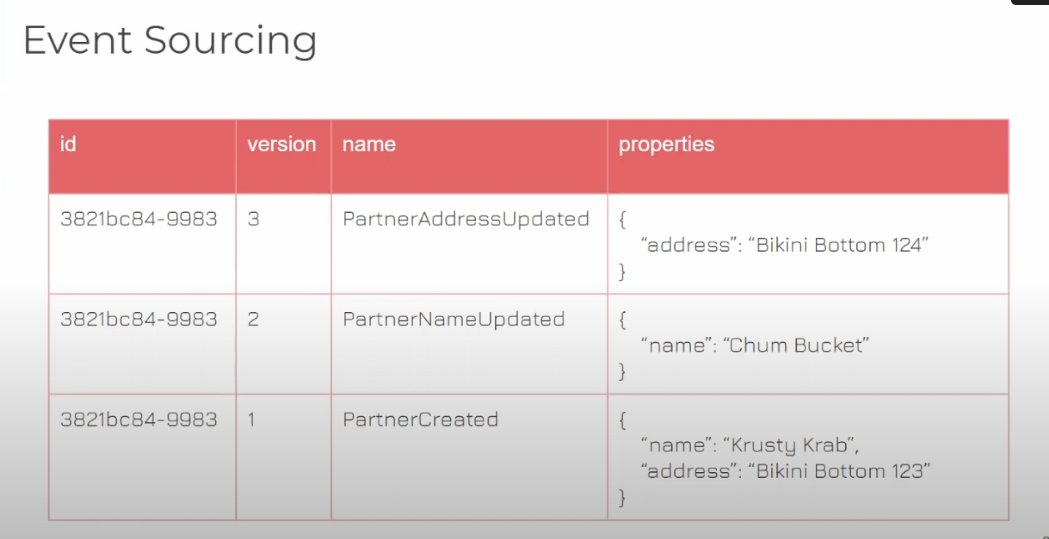 Event Sourcing
id version name properties
3821bc84-9983 3 PartnerAddressUpdated {
“address”: “Bikini Bottom 124”
}
3821bc84-9983 2 PartnerNameUpdated {
“name”: “Chum Bucket”
}
3821bc84-9983 1 PartnerCreated {
“name”: “Krusty Krab”,
“address”: “Bikini Bottom 123”
}